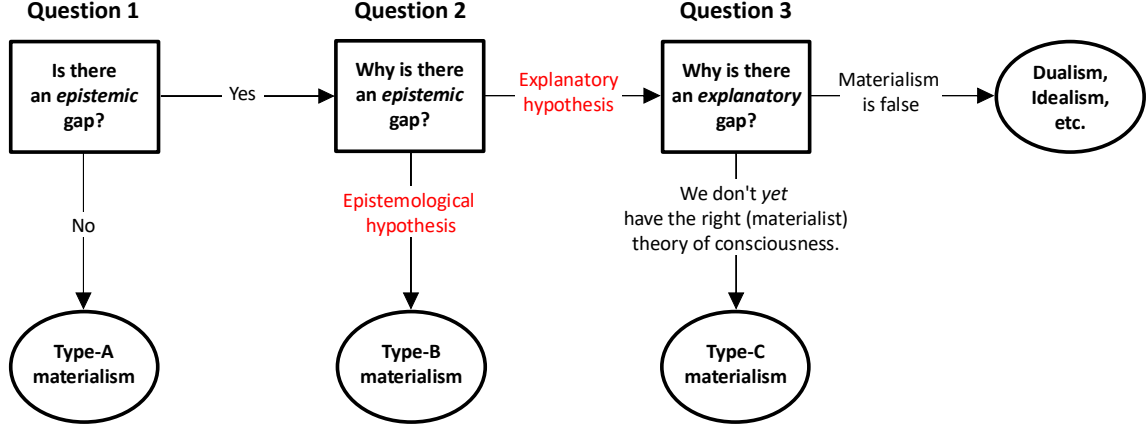 Question 1
Question 2
Question 3
Is there
an epistemic
gap?
Yes
Why is there
an epistemic
gap?
Explanatory
hypothesis
Why is there
an explanatory
gap?
Materialism
is false
Dualism,
Idealism,
etc.
No
Epistemological
hypothesis
We don't yet
have the right (materialist)
theory of consciousness.
Type-A
materialism
Type-B
materialism
Type-C
materialism